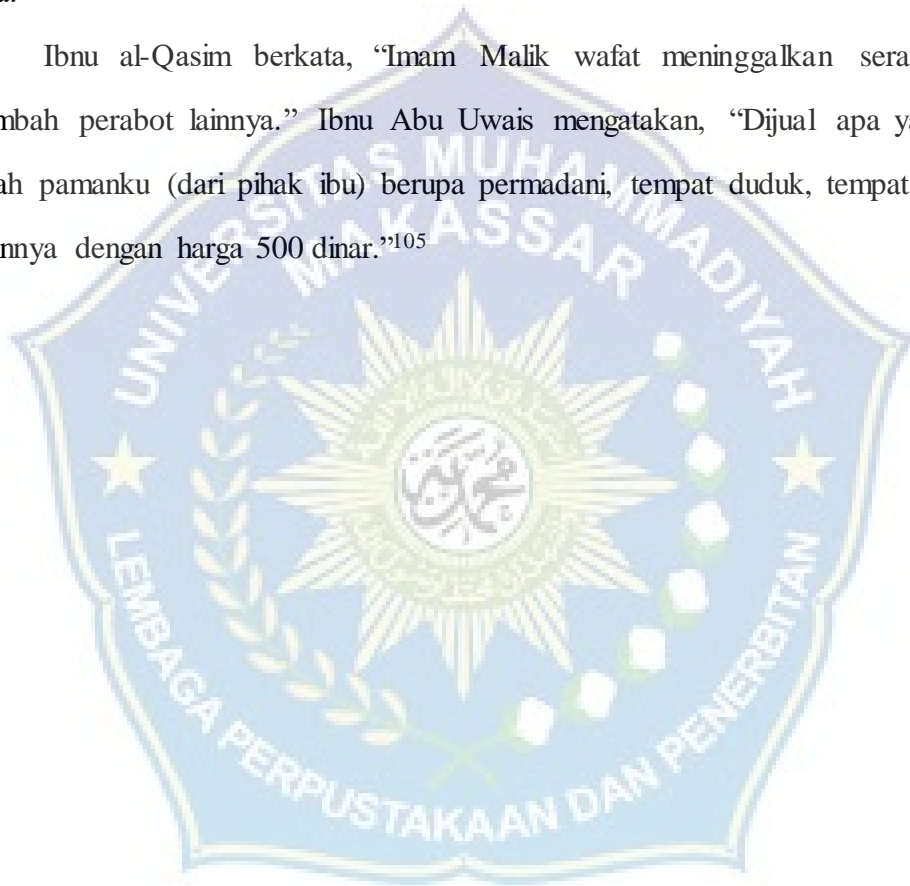 Ibnu al-Qasim berkata, “Imam Malik wafat meninggalkan sera
mbah perabot lainnya.” Ibnu Abu Uwais mengatakan, “Dijual apa ya
ah pamanku (dari pihak ibu) berupa permadani, tempat duduk, tempat
nnya dengan harga 500 dinar.”105
UNIVERSITAS MUHAMMADIYAH
MAKASSAR
LEMBAGA PERPUSTAKAAN DAN PENERBITAN